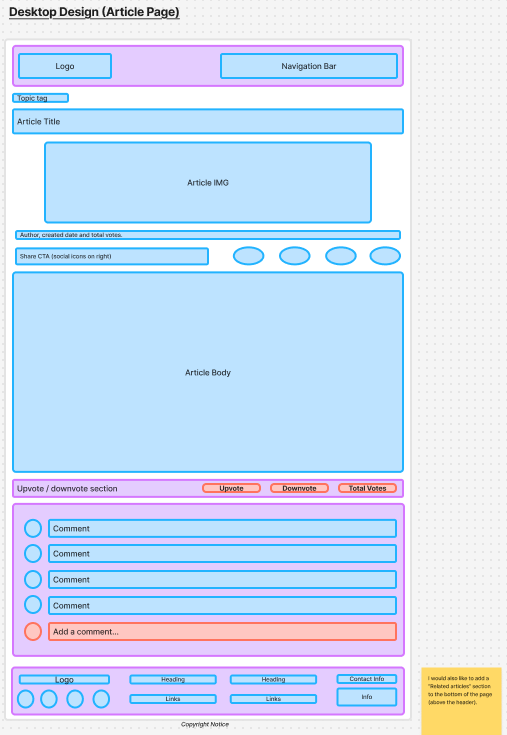 Desktop Design (Article Page)
Logo
Navigation Bar
Topic tag
Article Title
Article IMG
Author, created date and total votes.
Share CTA (social icons on right)
Article Body
Upvote / downvote section
Upvote
Downvote
Total Votes
Comment
Comment
Comment
Comment
Add a comment...
Logo
Heading
Heading
Contact Info
Links
Links
Info
Copyright Notice
I would also like to add a
"Related articles" section
to the bottom of the page
(above the header).